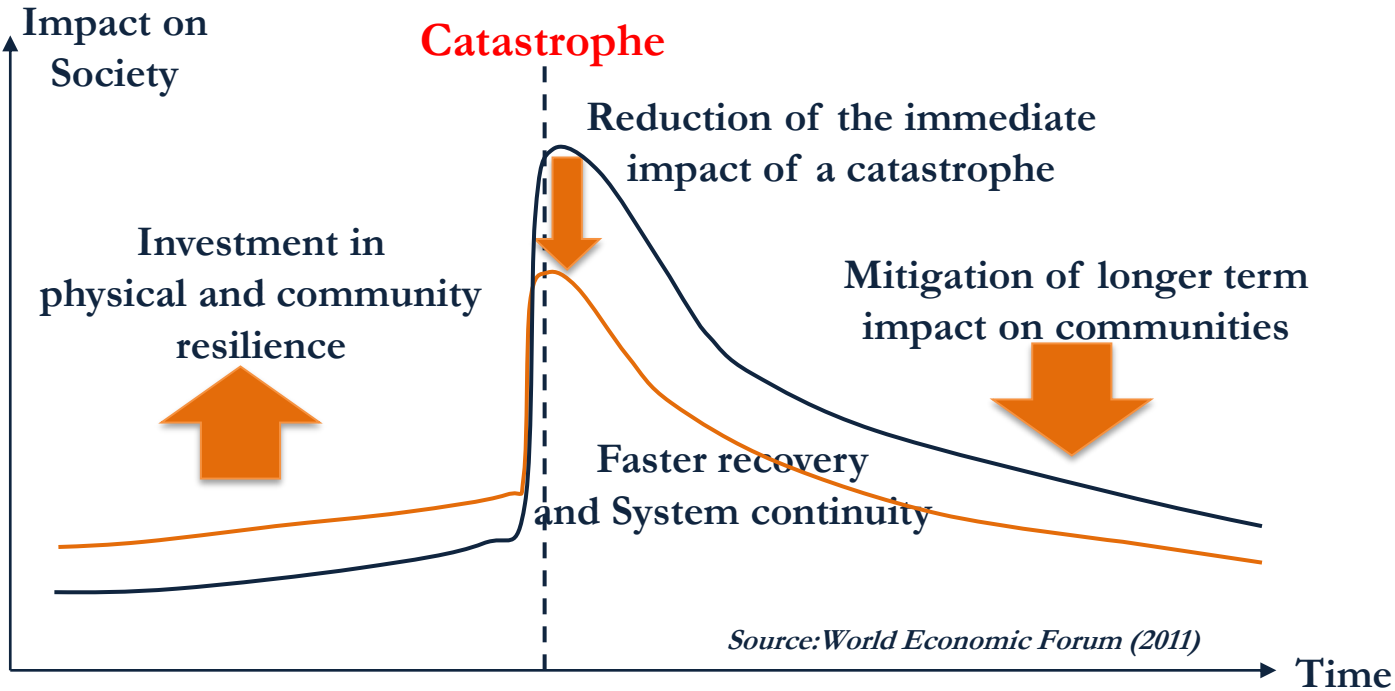 Impact on
Society
Catastrophe
Reduction of the immediate
impact of a catastrophe
Investment in
physical and community
resilience
Mitigation of longer term
impact on communities
Faster recovery
and System continuity
Source:World Economic Forum (2011)
Time